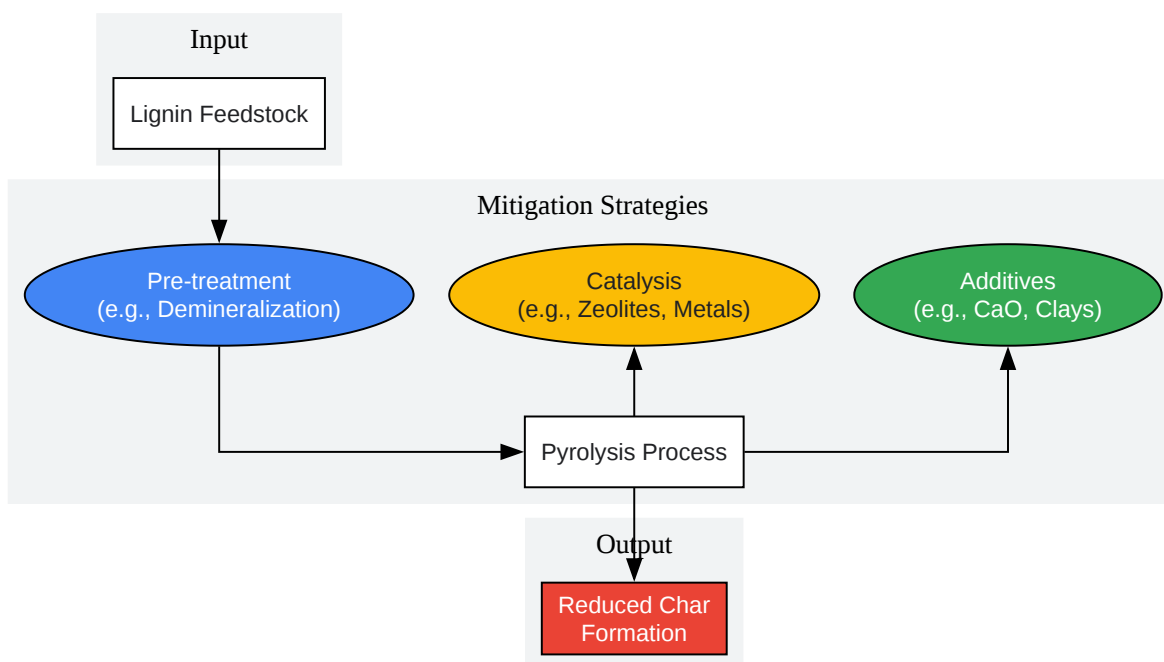 Input
Lignin Feedstock
Mitigation Strategies
Pre-treatment
(e.g., Demineralization)
Catalysis
(e.g., Zeolites, Metals)
Additives
(e.g., CaO, Clays)
Pyrolysis Process
Output
Reduced Char
Formation